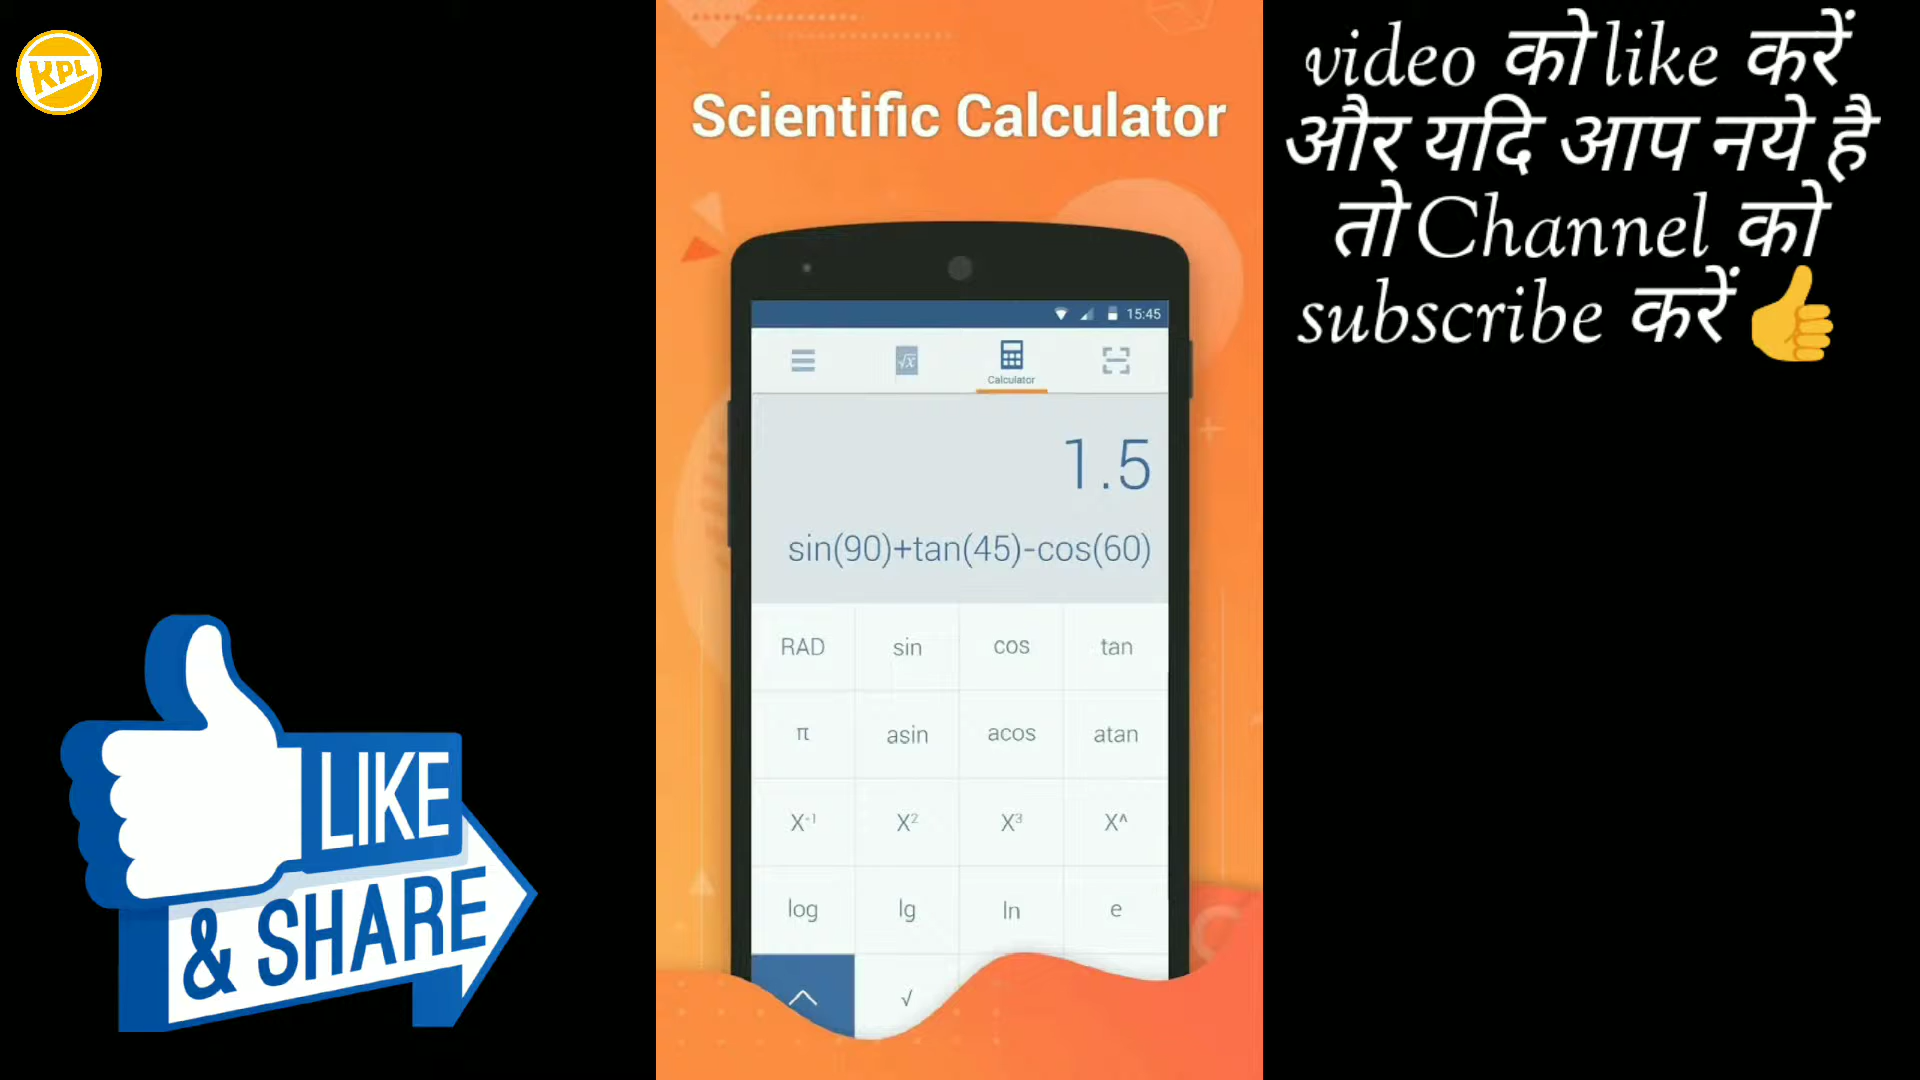 KPL
Scientific Calculator
video को like करें
और यदि आप नये है
तो Channel को
subscribe करें 👍
15:45
√x
Calculator
1.5
sin(90)+tan(45)-cos(60)
RAD sin cos tan
π asin acos atan
X⁻¹ X² X³ X^
log lg ln e
√
LIKE
& SHARE